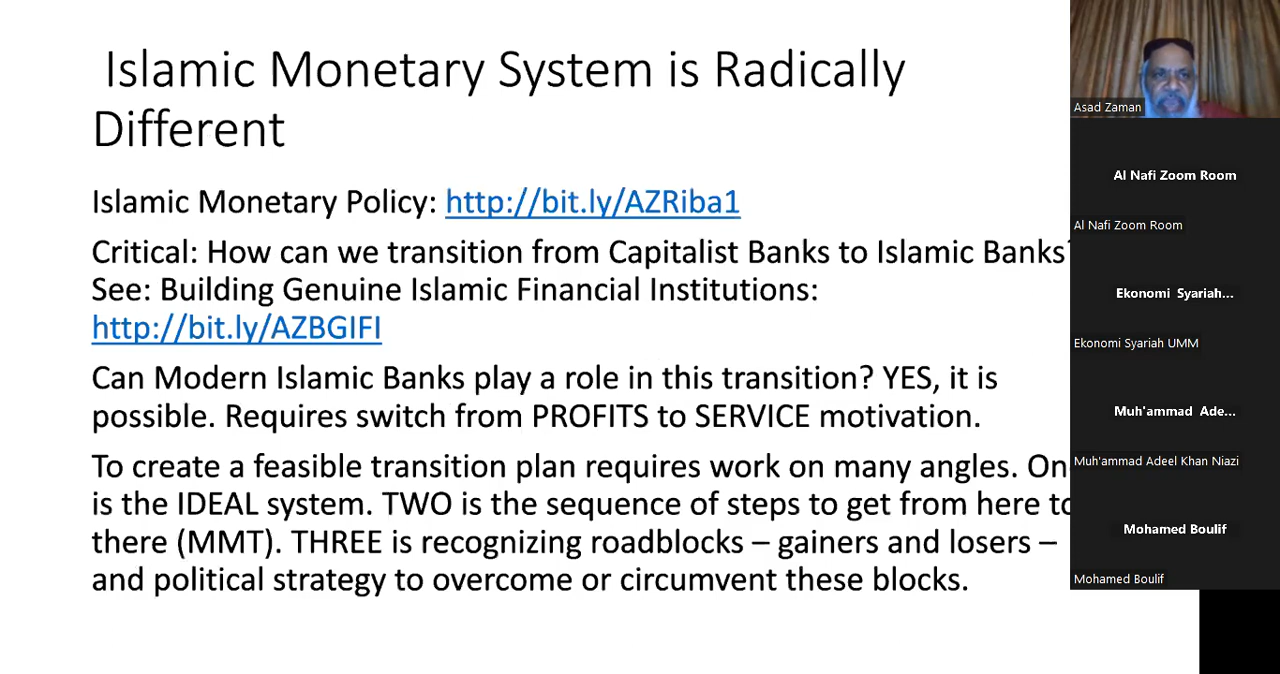 Islamic Monetary System is Radically
Different
Islamic Monetary Policy: http://bit.ly/AZRiba1
Critical: How can we transition from Capitalist Banks to Islamic Banks?
See: Building Genuine Islamic Financial Institutions:
http://bit.ly/AZBGIFI
Can Modern Islamic Banks play a role in this transition? YES, it is
possible. Requires switch from PROFITS to SERVICE motivation.
To create a feasible transition plan requires work on many angles. On
is the IDEAL system. TWO is the sequence of steps to get from here to
there (MMT). THREE is recognizing roadblocks – gainers and losers –
and political strategy to overcome or circumvent these blocks.
Asad Zaman
Al Nafi Zoom Room
Al Nafi Zoom Room
Ekonomi Syariah...
Ekonomi Syariah UMM
Muh'ammad Ade...
Muh'ammad Adeel Khan Niazi
Mohamed Boulif
Mohamed Boulif